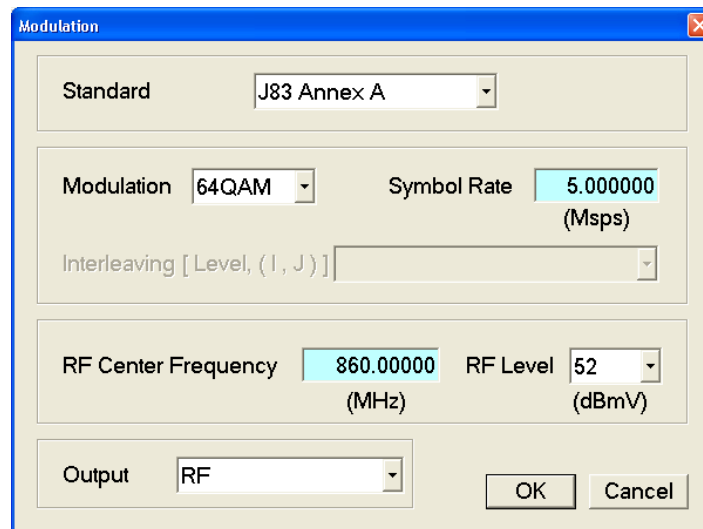 Modulation
Standard J83 Annex A
Modulation 64QAM Symbol Rate 5.000000
(Msps)
Interleaving [ Level, ( I , J ) ]
RF Center Frequency 860.00000 RF Level 52
(MHz) (dBmV)
Output RF
OK Cancel